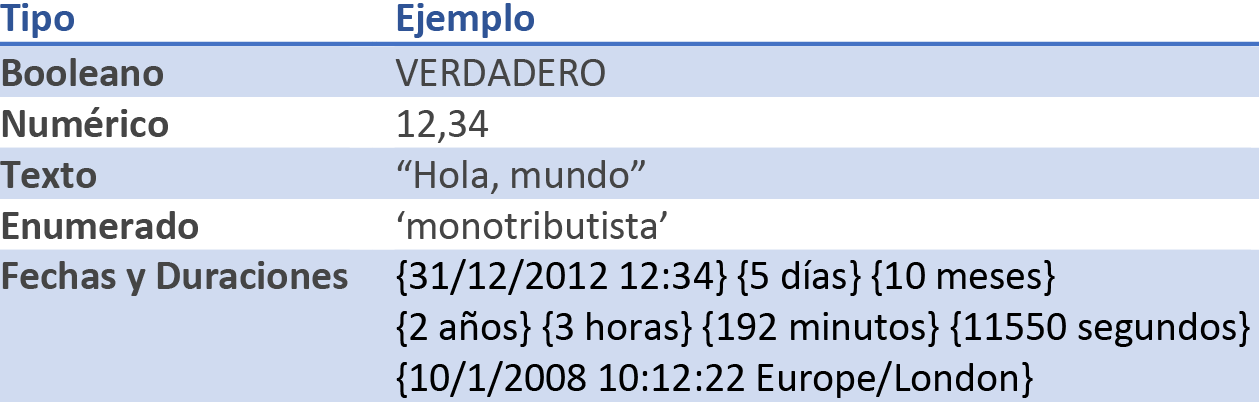 Tipo Ejemplo
Booleano VERDADERO
Numérico 12,34
Texto “Hola, mundo”
Enumerado ‘monotributista’
Fechas y Duraciones {31/12/2012 12:34} {5 días} {10 meses}
{2 años} {3 horas} {192 minutos} {11550 segundos}
{10/1/2008 10:12:22 Europe/London}